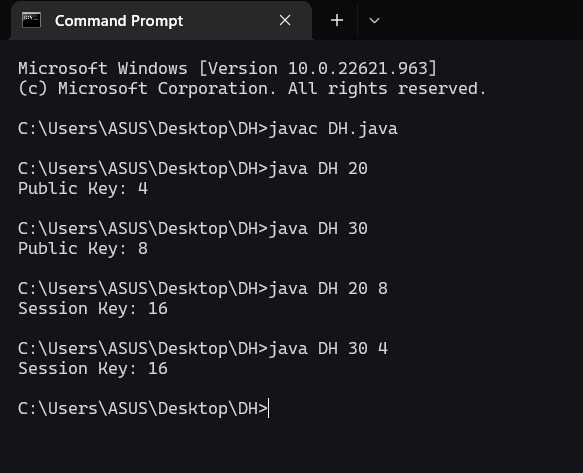 Command Prompt
Microsoft Windows [Version 10.0.22621.963]
(c) Microsoft Corporation. All rights reserved.
C:\Users\ASUS\Desktop\DH>javac DH.java
C:\Users\ASUS\Desktop\DH>java DH 20
Public Key: 4
C:\Users\ASUS\Desktop\DH>java DH 30
Public Key: 8
C:\Users\ASUS\Desktop\DH>java DH 20 8
Session Key: 16
C:\Users\ASUS\Desktop\DH>java DH 30 4
Session Key: 16
C:\Users\ASUS\Desktop\DH>